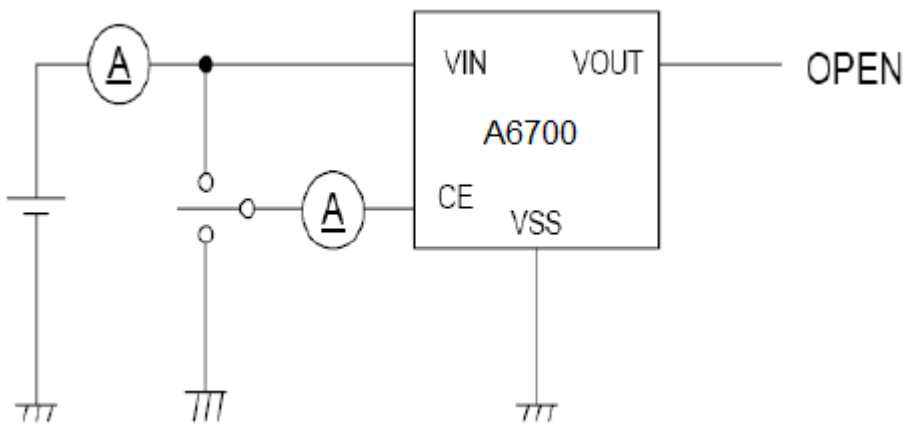 A
VIN VOUT OPEN
A6700
CE
A
VSS